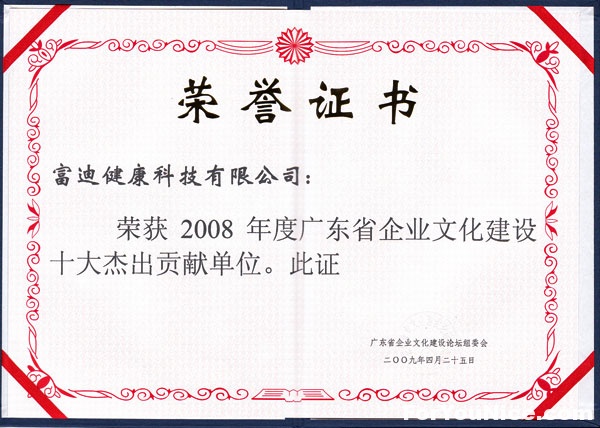 荣誉证书
富迪健康科技有限公司：
荣获 2008 年度广东省企业文化建设
十大杰出贡献单位。此证
广东省企业文化建设论坛组委会
二〇〇九年四月二十五日